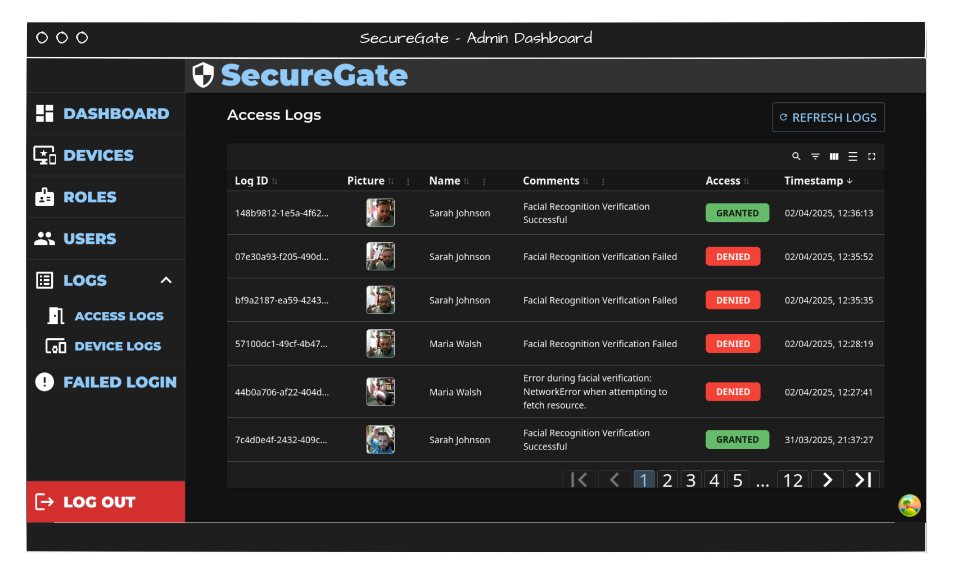 SecureGate - Admin Dashboard
SecureGate
DASHBOARD
DEVICES
ROLES
USERS
LOGS
ACCESS LOGS
DEVICE LOGS
FAILED LOGIN
LOG OUT
Access Logs
REFRESH LOGS
Log ID Picture Name Comments Access Timestamp
148b9812-1e5a-4f62... Sarah Johnson Facial Recognition Verification GRANTED 02/04/2025, 12:36:13
Successful
07e30a93-f205-490d... Sarah Johnson Facial Recognition Verification Failed DENIED 02/04/2025, 12:35:52
bf9a2187-ea59-4243... Sarah Johnson Facial Recognition Verification Failed DENIED 02/04/2025, 12:35:35
57100dc1-49cf-4b47... Maria Walsh Facial Recognition Verification Failed DENIED 02/04/2025, 12:28:19
Error during facial verification:
44b0a706-af22-404d... Maria Walsh NetworkError when attempting to DENIED 02/04/2025, 12:27:41
fetch resource.
7c4d0e4f-2432-409c... Sarah Johnson Facial Recognition Verification GRANTED 31/03/2025, 21:37:27
Successful
1 2 3 4 5 ... 12